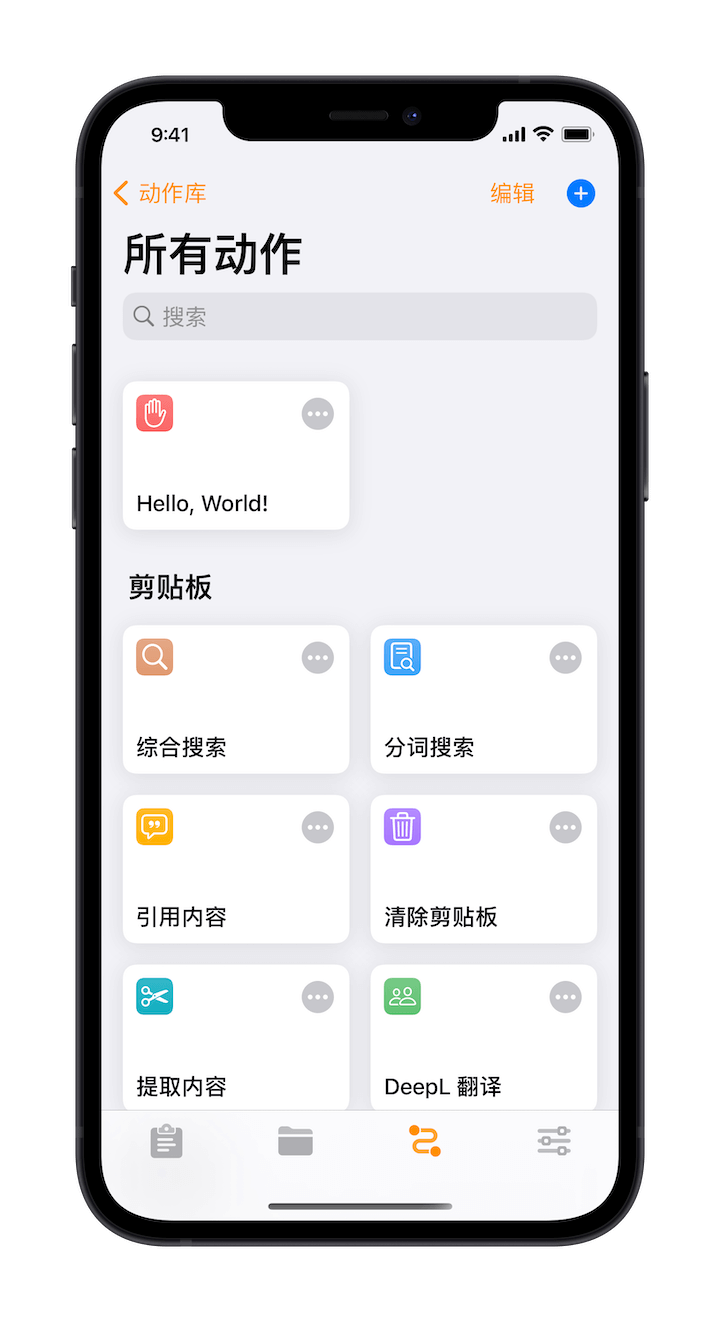 9:41
动作库
编辑
所有动作
搜索
Hello, World!
剪贴板
综合搜索
分词搜索
引用内容
清除剪贴板
提取内容
DeepL 翻译